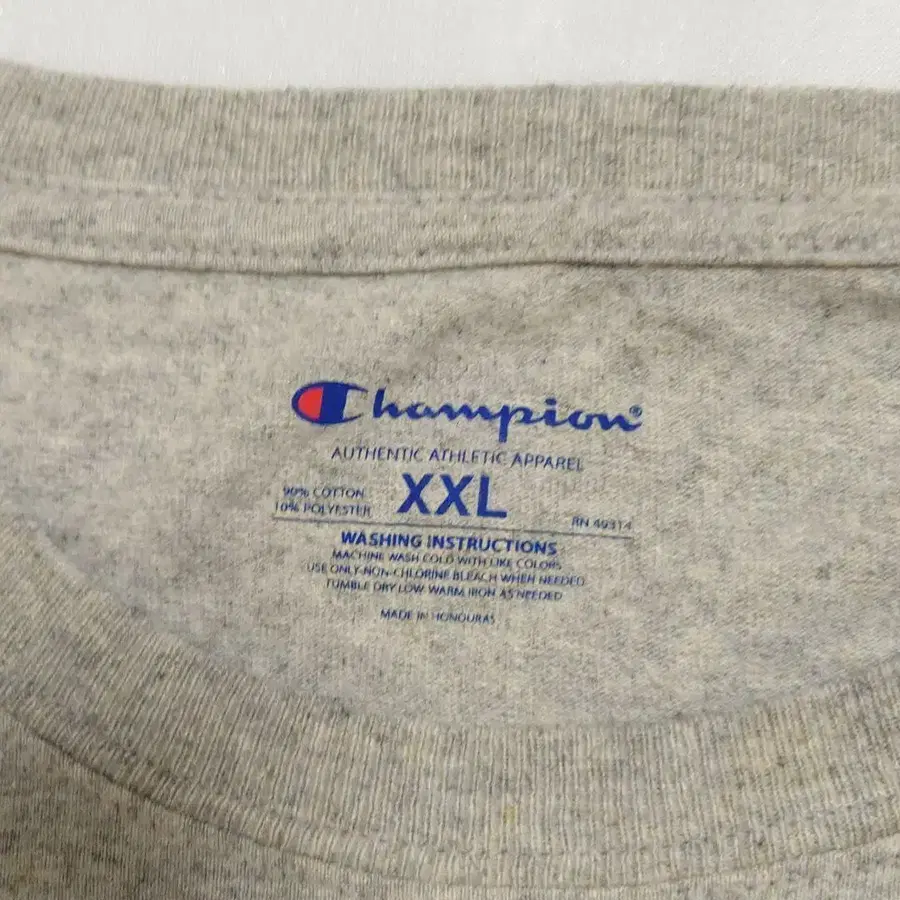 Champion®
AUTHENTIC ATHLETIC APPAREL
90% COTTON
10% POLYESTER
XXL
RN 49314
WASHING INSTRUCTIONS
MACHINE WASH COLD WITH LIKE COLORS
USE ONLY NON-CHLORINE BLEACH WHEN NEEDED
TUMBLE DRY LOW WARM IRON AS NEEDED
MADE IN HONDURAS